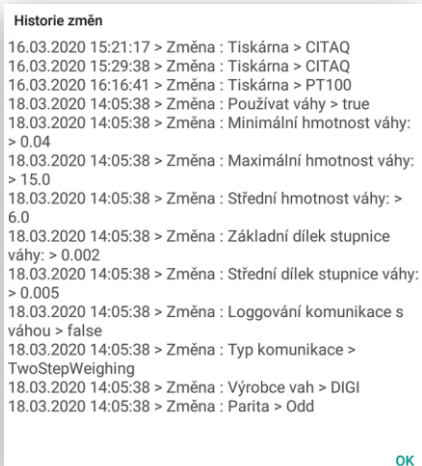 Historie změn
16.03.2020 15:21:17 > Změna : Tiskárna > CITAQ
16.03.2020 15:29:38 > Změna : Tiskárna > CITAQ
16.03.2020 16:16:41 > Změna : Tiskárna > PT100
18.03.2020 14:05:38 > Změna : Používat váhy > true
18.03.2020 14:05:38 > Změna : Minimální hmotnost váhy:
> 0.04
18.03.2020 14:05:38 > Změna : Maximální hmotnost váhy:
> 15.0
18.03.2020 14:05:38 > Změna : Střední hmotnost váhy: >
6.0
18.03.2020 14:05:38 > Změna : Základní dílek stupnice
váhy: > 0.002
18.03.2020 14:05:38 > Změna : Střední dílek stupnice váhy:
> 0.005
18.03.2020 14:05:38 > Změna : Loggování komunikace s
váhou > false
18.03.2020 14:05:38 > Změna : Typ komunikace >
TwoStepWeighing
18.03.2020 14:05:38 > Změna : Výrobce vah > DIGI
18.03.2020 14:05:38 > Změna : Parita > Odd
OK